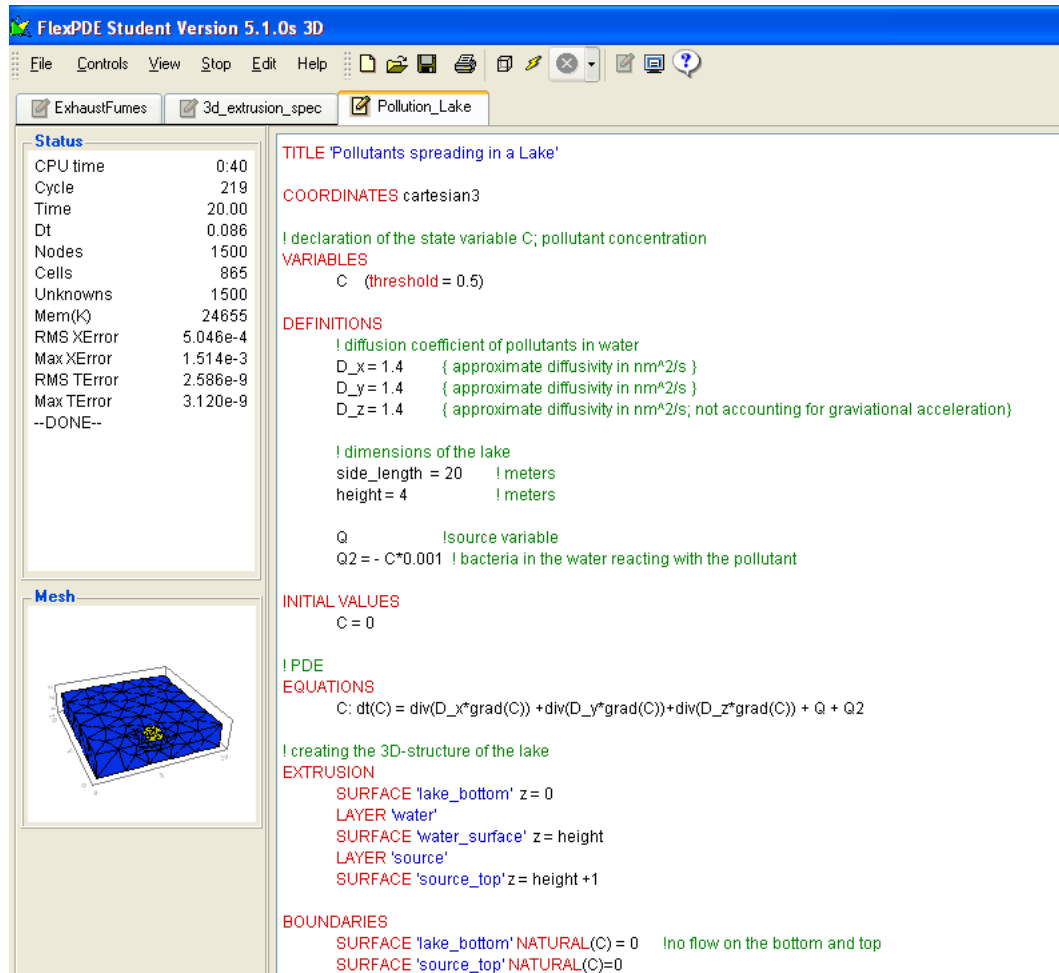 FlexPDE Student Version 5.1.0s 3D
File Controls View Stop Edit Help
ExhaustFumes 3d_extrusion_spec Pollution_Lake
Status
CPU time 0:40
Cycle 219
Time 20.00
Dt 0.086
Nodes 1500
Cells 865
Unknowns 1500
Mem(K) 24655
RMS XError 5.046e-4
Max XError 1.514e-3
RMS TError 2.586e-9
Max TError 3.120e-9
--DONE--
Mesh
TITLE 'Pollutants spreading in a Lake'
COORDINATES cartesian3
! declaration of the state variable C; pollutant concentration
VARIABLES
C (threshold = 0.5)
DEFINITIONS
! diffusion coefficient of pollutants in water
D_x = 1.4 { approximate diffusivity in nm^2/s }
D_y = 1.4 { approximate diffusivity in nm^2/s }
D_z = 1.4 { approximate diffusivity in nm^2/s; not accounting for graviational acceleration}
! dimensions of the lake
side_length = 20 ! meters
height = 4 ! meters
Q !source variable
Q2 = - C*0.001 ! bacteria in the water reacting with the pollutant
INITIAL VALUES
C = 0
! PDE
EQUATIONS
C: dt(C) = div(D_x*grad(C)) +div(D_y*grad(C))+div(D_z*grad(C)) + Q + Q2
! creating the 3D-structure of the lake
EXTRUSION
SURFACE 'lake_bottom' z = 0
LAYER 'water'
SURFACE 'water_surface' z = height
LAYER 'source'
SURFACE 'source_top' z = height +1
BOUNDARIES
SURFACE 'lake_bottom' NATURAL(C) = 0 !no flow on the bottom and top
SURFACE 'source_top' NATURAL(C)=0